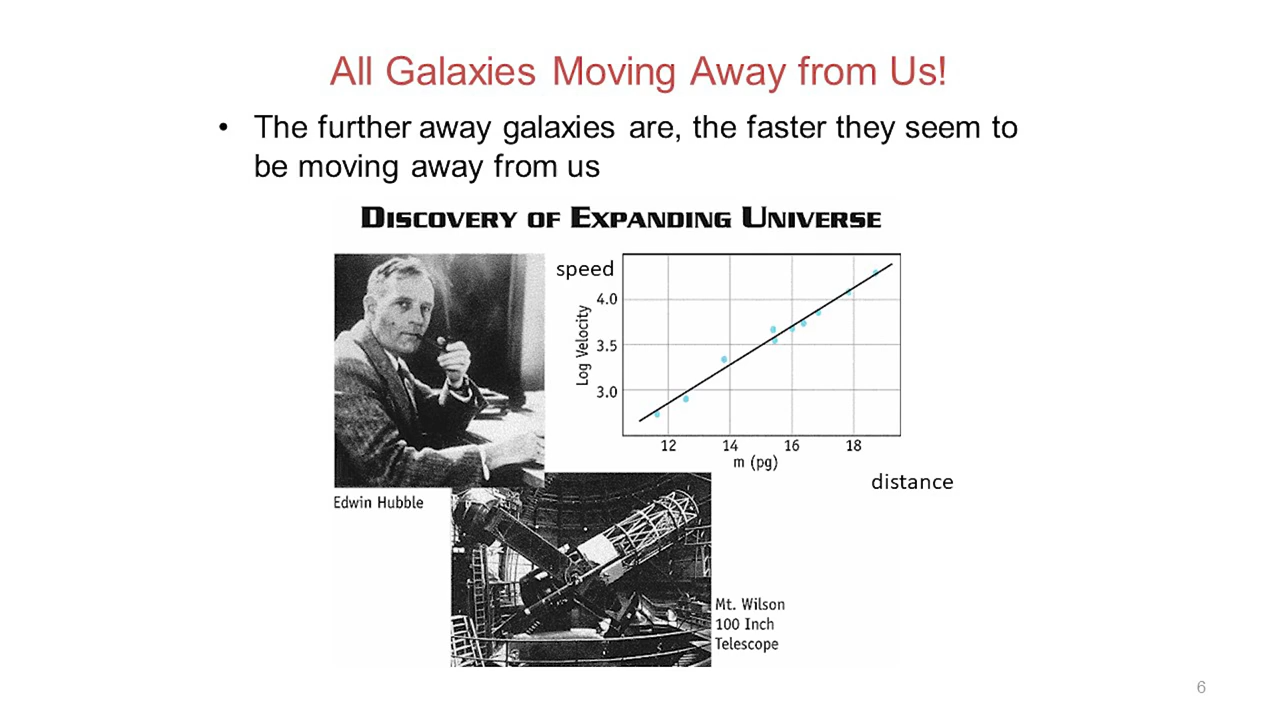 All Galaxies Moving Away from Us!
• The further away galaxies are, the faster they seem to
be moving away from us
DISCOVERY OF EXPANDING UNIVERSE
speed
Log Velocity
4.0
3.5
3.0
12 14 16 18
m (pg)
distance
Edwin Hubble
Mt. Wilson
100 Inch
Telescope
6